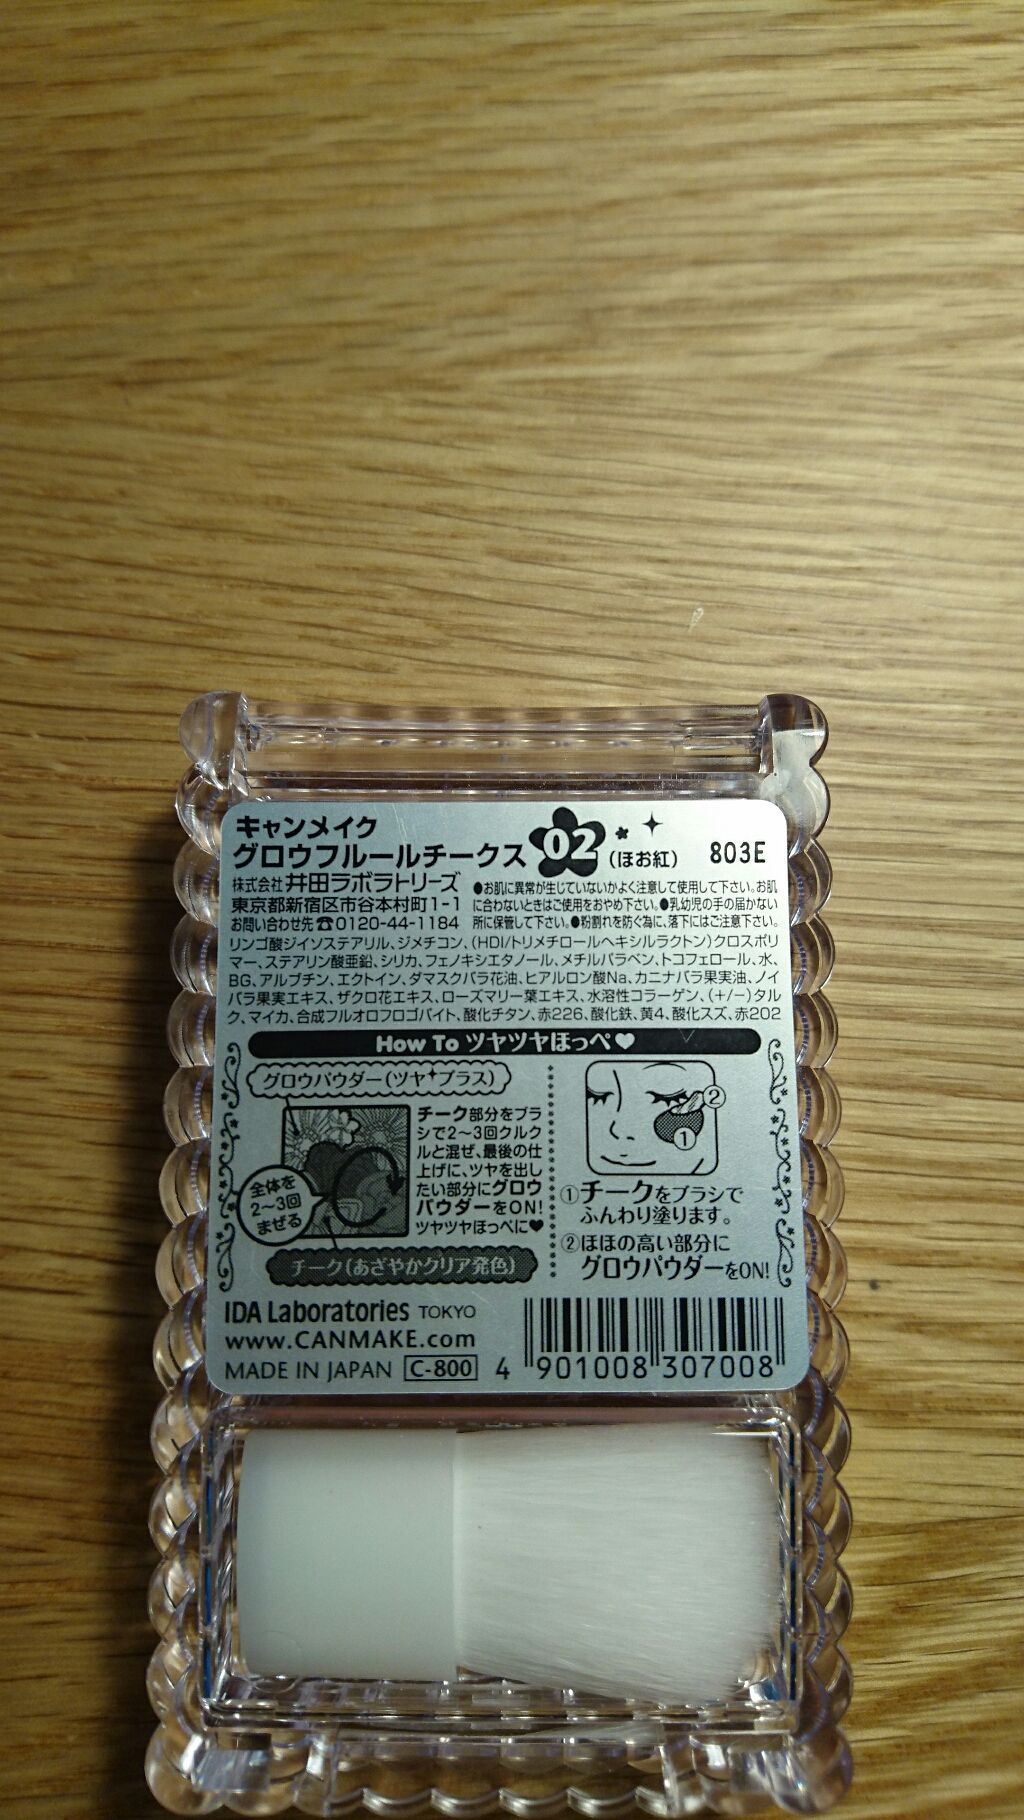 キャンメイク
グロウフルールチークス 02 (ほお紅) 803E
株式会社 井田ラボラトリーズ
東京都新宿区市谷本村町1-1
お問い合わせ先☎0120-44-1184
●お肌に異常が生じていないかよく注意して使用して下さい。お肌
に合わないときはご使用をおやめ下さい。●乳幼児の手の届かない
所に保管して下さい。●粉割れを防ぐ為に、落下にはご注意下さい。
リンゴ酸ジイソステアリル、ジメチコン、(HDI/トリメチロールヘキシルラクトン)クロスポリ
マー、ステアリン酸亜鉛、シリカ、フェノキシエタノール、メチルパラベン、トコフェロール、水、
BG、アルブチン、エクトイン、ダマスクバラ花油、ヒアルロン酸Na、カニナバラ果実油、ノイ
バラ果実エキス、ザクロ花エキス、ローズマリー葉エキス、水溶性コラーゲン、(+/-)タル
ク、マイカ、合成フルオロフロゴパイト、酸化チタン、赤226、酸化鉄、黄4、酸化スズ、赤202
How To ツヤツヤほっぺ♥
グロウパウダー(ツヤ✦プラス)
全体を
2〜3回
まぜる
チーク部分をブラ
シで2〜3回クルク
ルと混ぜ、最後の仕
上げに、ツヤを出し
たい部分にグロウ
パウダーをON!
ツヤツヤほっぺに♥
チーク(あざやかクリア発色)
②
①
①チークをブラシで
ふんわり塗ります。
②ほほの高い部分に
グロウパウダーをON!
IDA Laboratories TOKYO
www.CANMAKE.com
MADE IN JAPAN C-800
4 901008 307008